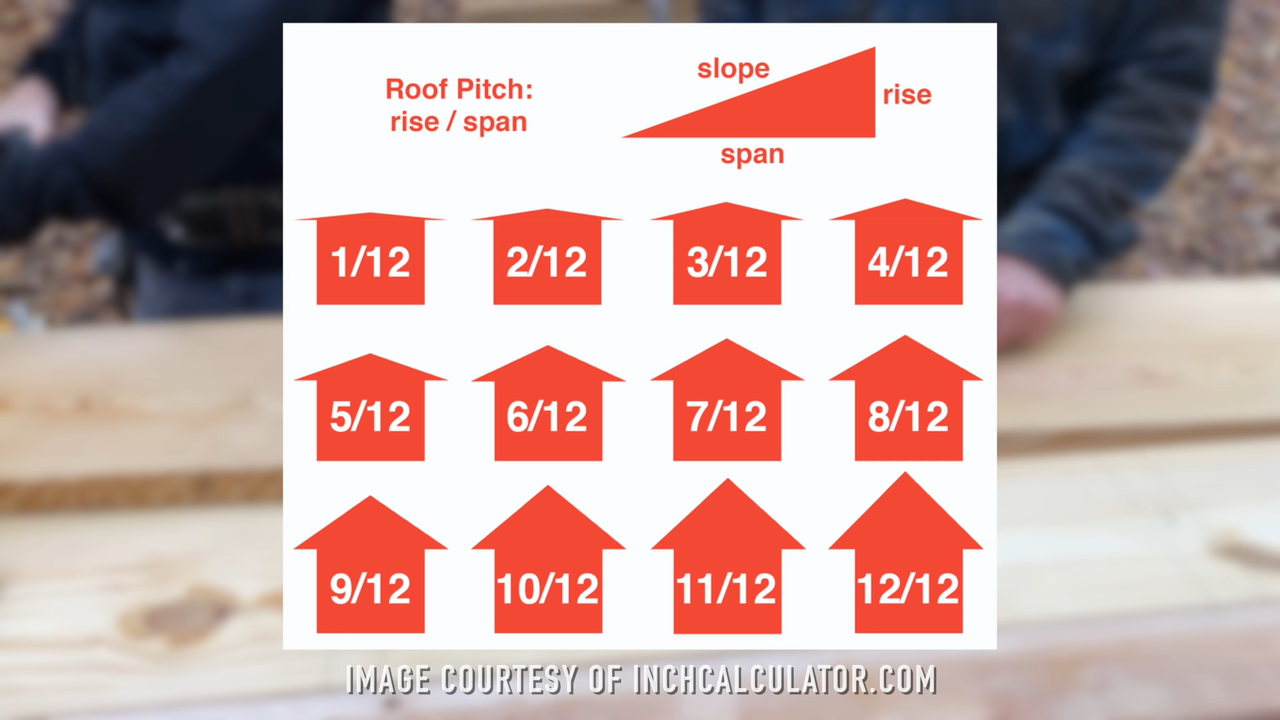 Roof Pitch:
rise / span
slope
rise
span
1/12
2/12
3/12
4/12
5/12
6/12
7/12
8/12
9/12
10/12
11/12
12/12
IMAGE COURTESY OF INCHCALCULATOR.COM